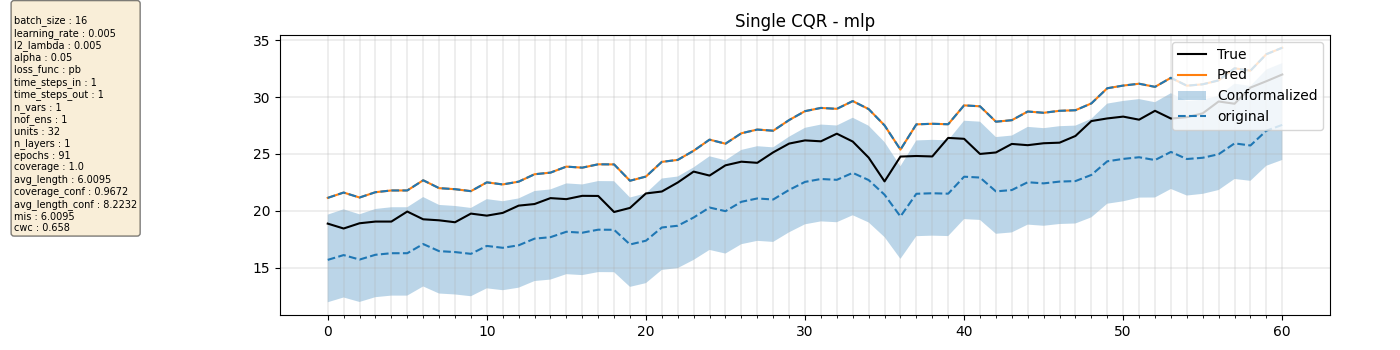 batch_size : 16
learning_rate : 0.005
l2_lambda : 0.005
alpha : 0.05
loss_func : pb
time_steps_in : 1
time_steps_out : 1
n_vars : 1
nof_ens : 1
units : 32
n_layers : 1
epochs : 91
coverage : 1.0
avg_length : 6.0095
coverage_conf : 0.9672
avg_length_conf : 8.2232
mis : 6.0095
cwc : 0.658
Single CQR - mlp
35
30
25
20
15
0 10 20 30 40 50 60
True
Pred
Conformalized
original